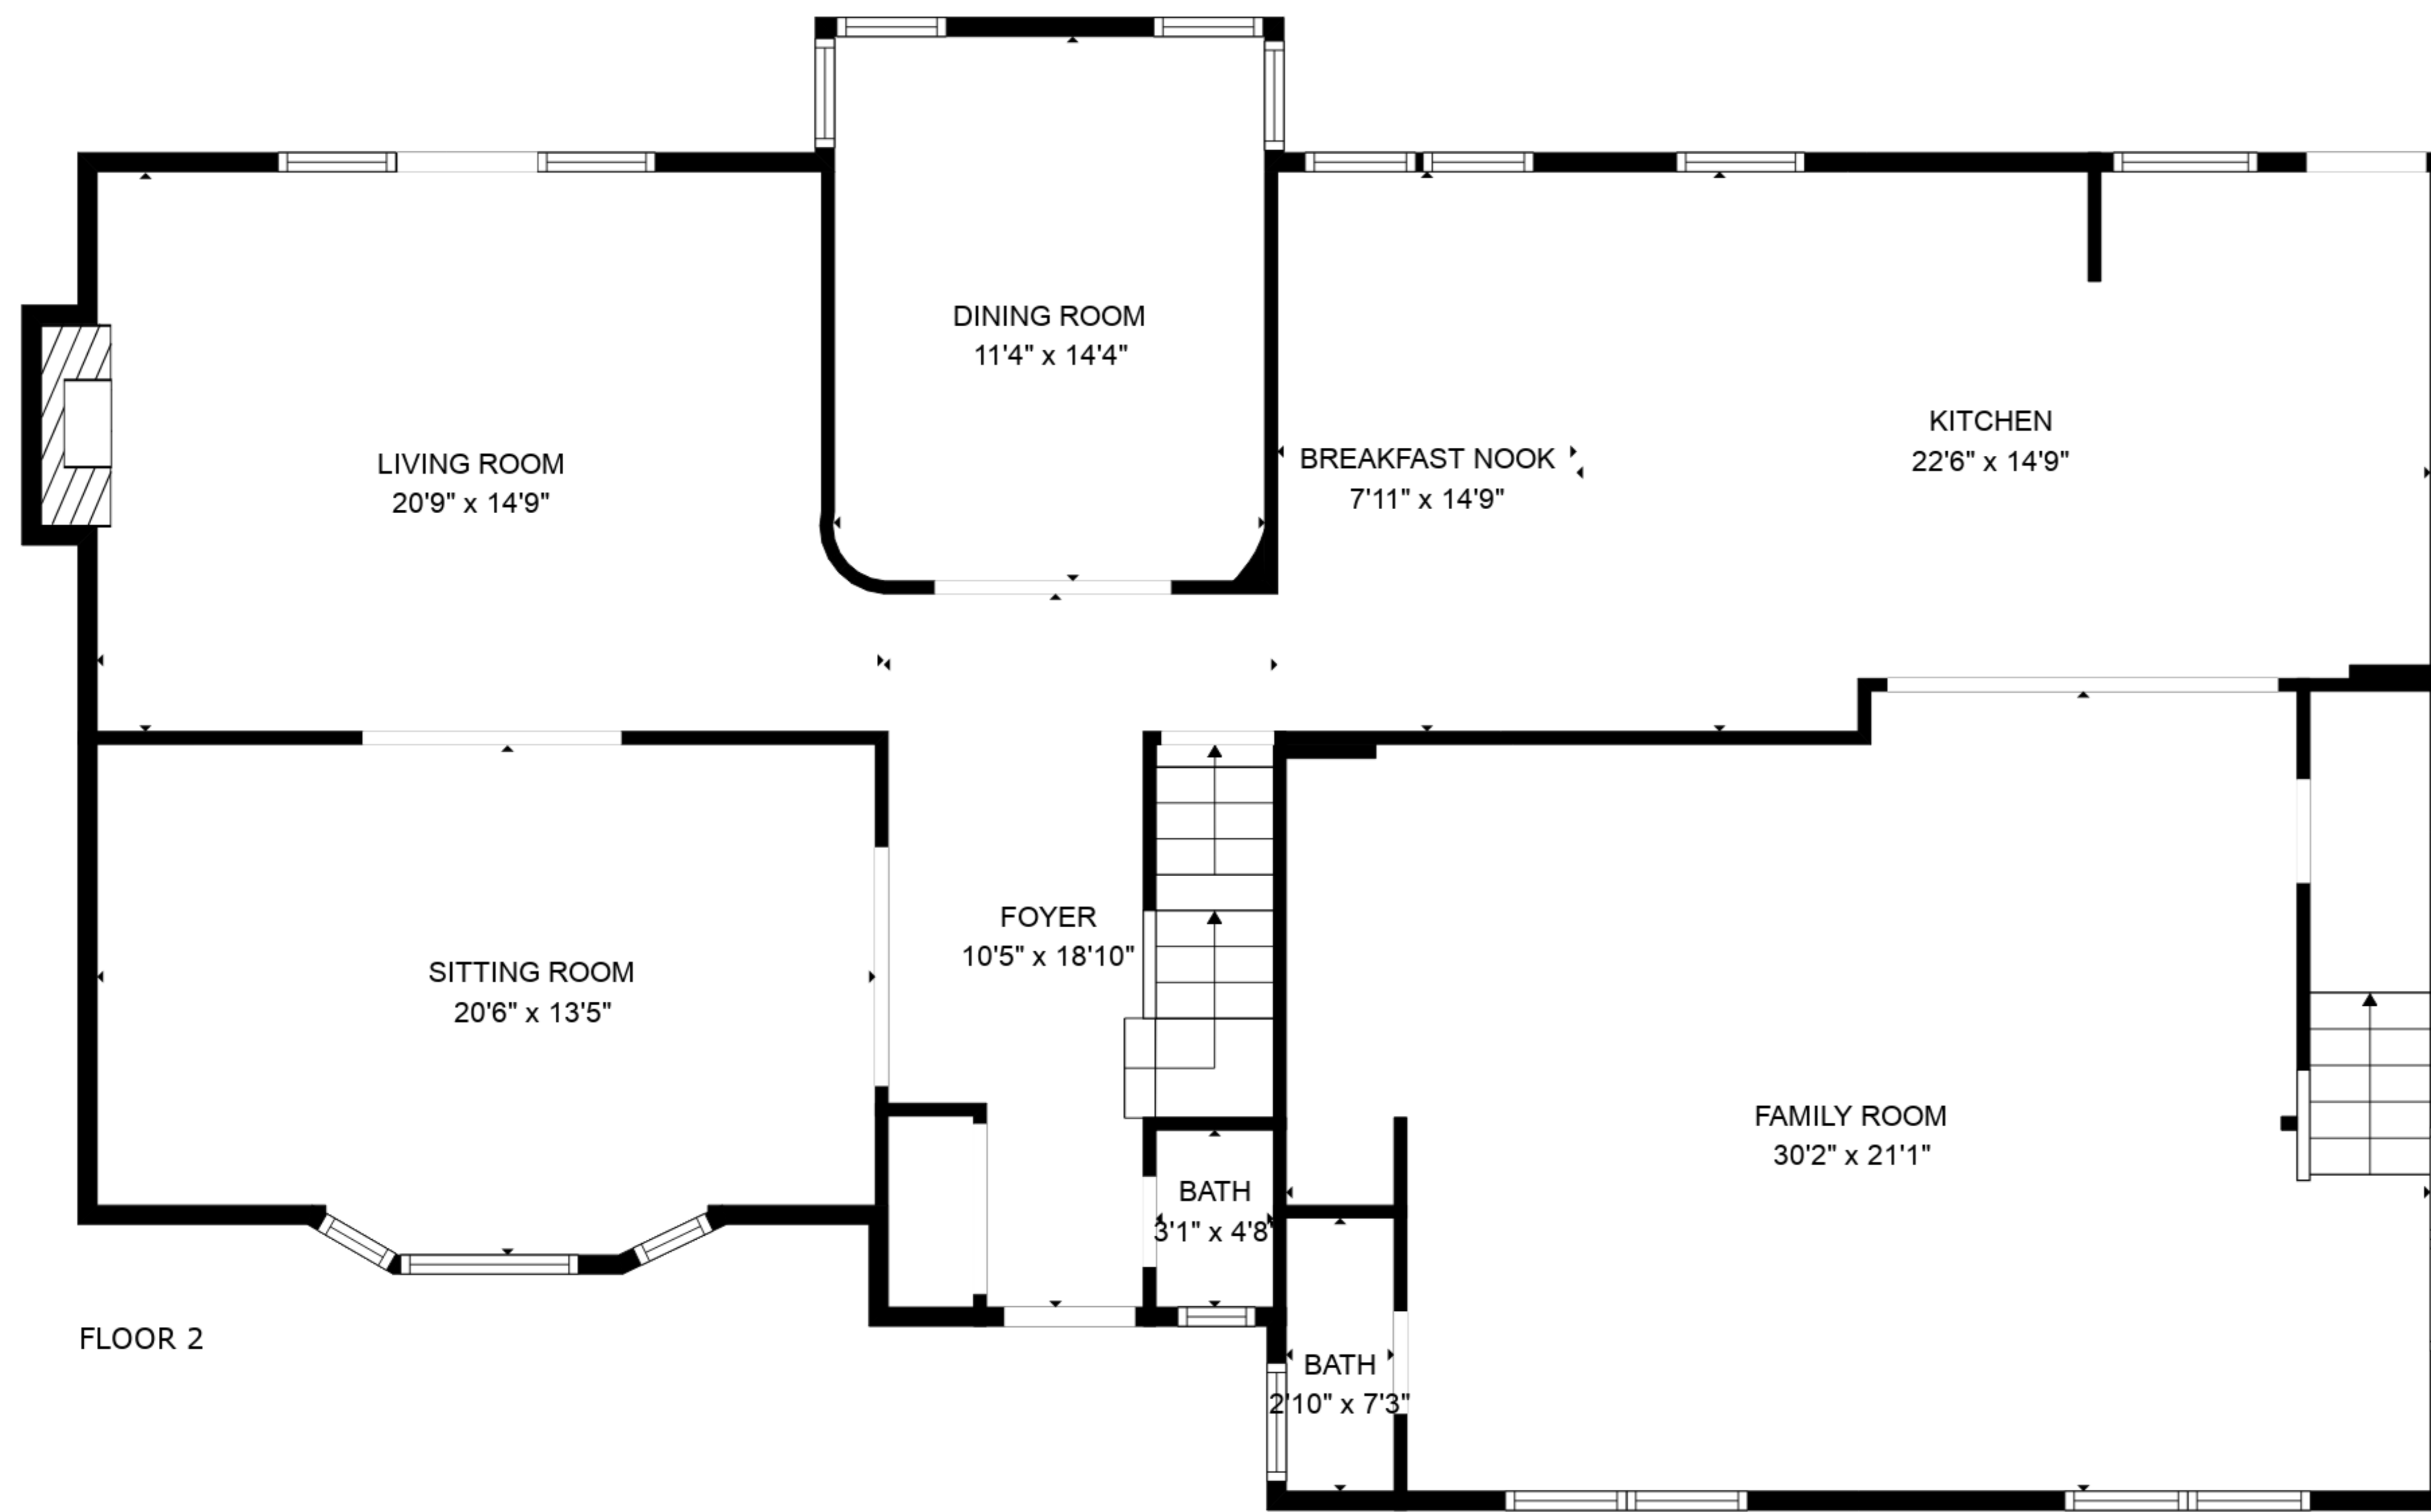 DINING ROOM
11'4" x 14'4"
LIVING ROOM
20'9" x 14'9"
BREAKFAST NOOK
7'11" x 14'9"
KITCHEN
22'6" x 14'9"
SITTING ROOM
20'6" x 13'5"
FOYER
10'5" x 18'10"
FAMILY ROOM
30'2" x 21'1"
BATH
3'1" x 4'8"
BATH
2'10" x 7'3"
FLOOR 2